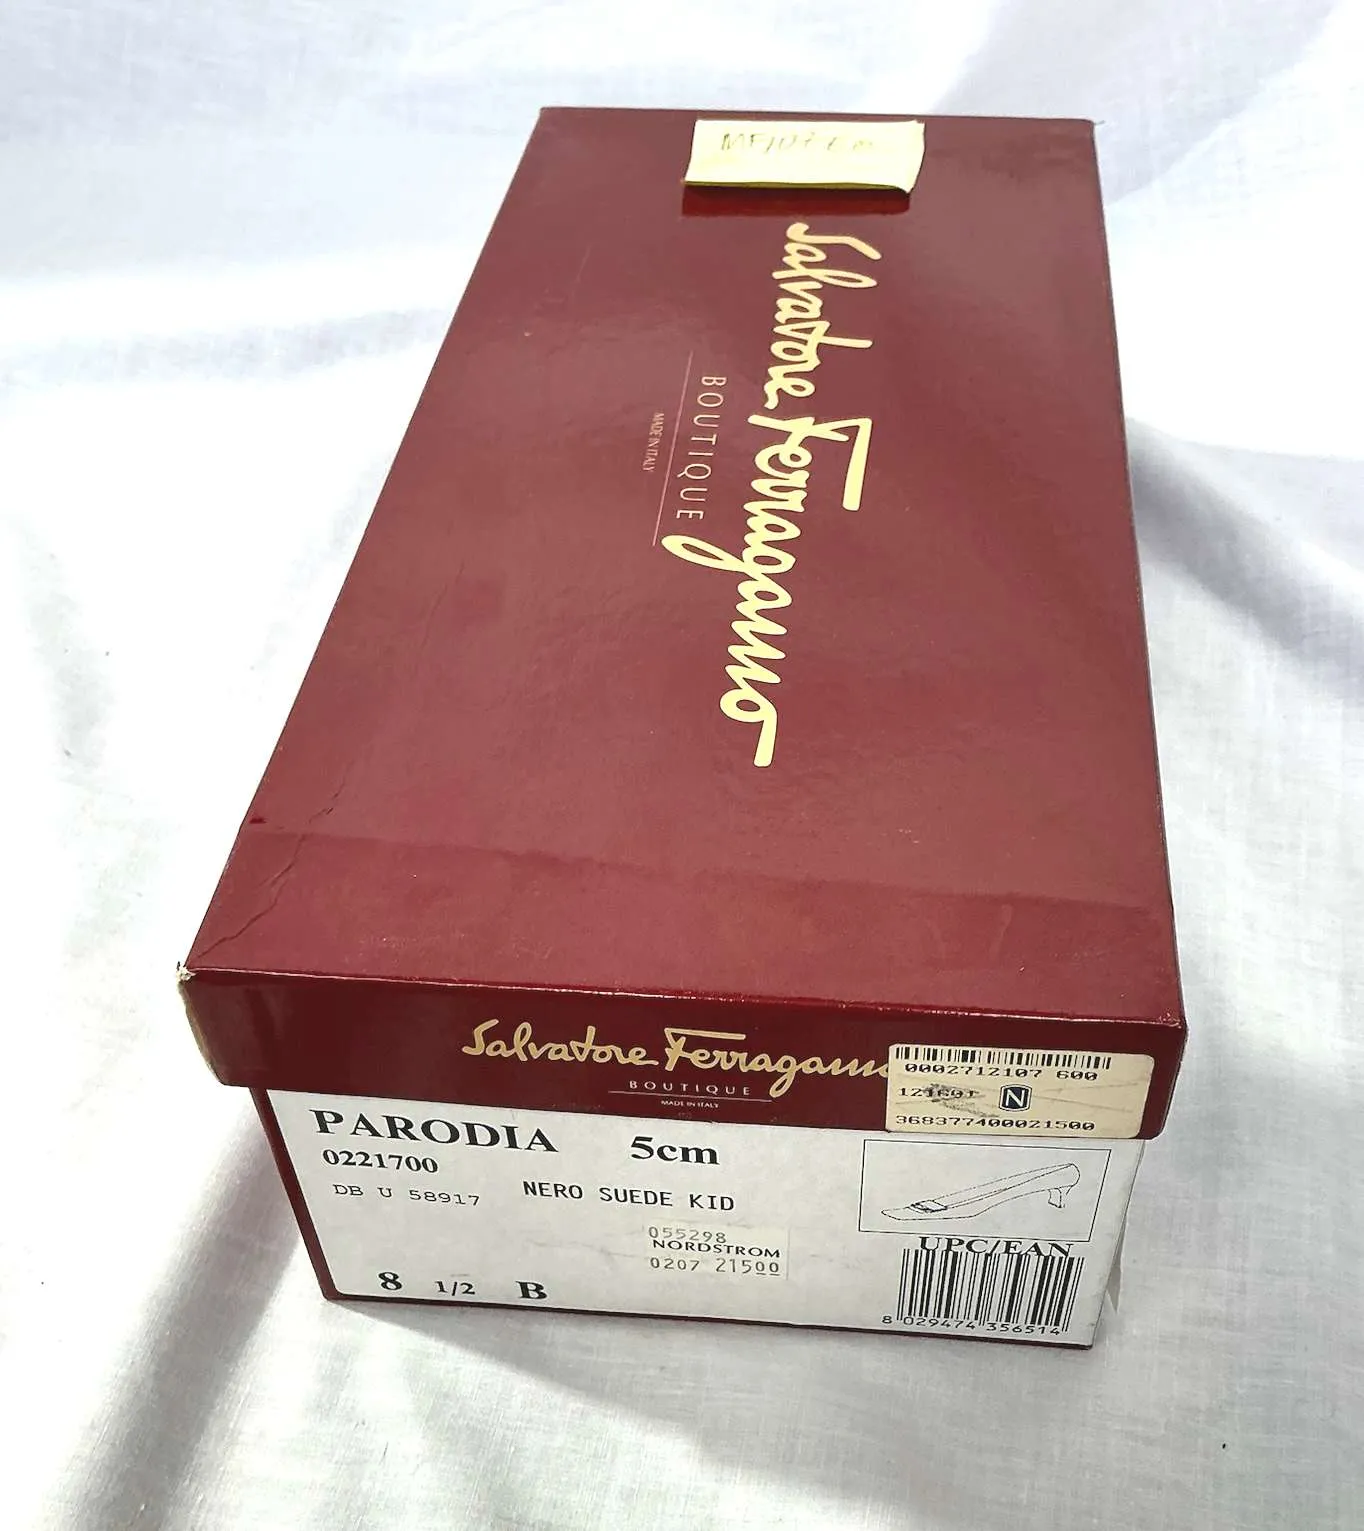 Salvatore Ferragamo
BOUTIQUE
MADE IN ITALY
Salvatore Ferragamo
BOUTIQUE
MADE IN ITALY
0002712107 600
N
368377400021500
PARODIA 5cm
0221700
DB U 58917 NERO SUEDE KID
055298
NORDSTROM
0207 21500
8 1/2 B
UPC/EAN
8 029474 356514